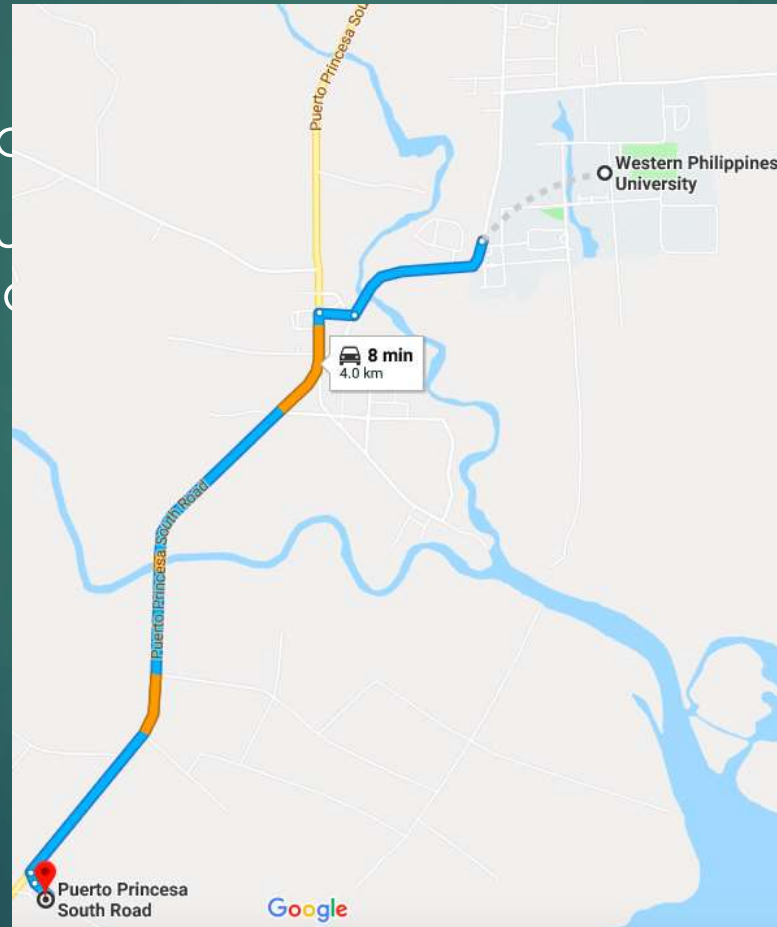 Puerto Princesa Sou
Western Philippines
University
8 min
4.0 km
Puerto Princesa South Road
Puerto Princesa
South Road
Google